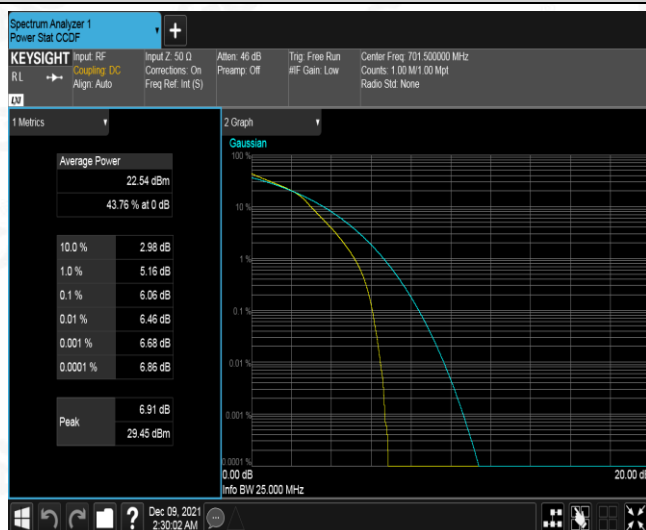 Spectrum Analyzer 1
Power Stat CCDF
+
KEYSIGHT
RL
LXI
Input: RF
Coupling: DC
Align: Auto
Input Z: 50 Ω
Corrections: On
Freq Ref: Int (S)
Atten: 46 dB
Preamp: Off
Trig: Free Run
#IF Gain: Low
Center Freq: 701.500000 MHz
Counts: 1.00 M/1.00 Mpt
Radio Std: None
1 Metrics
Average Power
22.54 dBm
43.76 % at 0 dB
10.0 % 2.98 dB
1.0 % 5.16 dB
0.1 % 6.06 dB
0.01 % 6.46 dB
0.001 % 6.68 dB
0.0001 % 6.86 dB
Peak
6.91 dB
29.45 dBm
2 Graph
Gaussian
100 %
10 %
1 %
0.1 %
0.01 %
0.001 %
0.0001 %
0.00 dB 20.00 dB
Info BW 25.000 MHz
?
Dec 09, 2021
2:30:02 AM